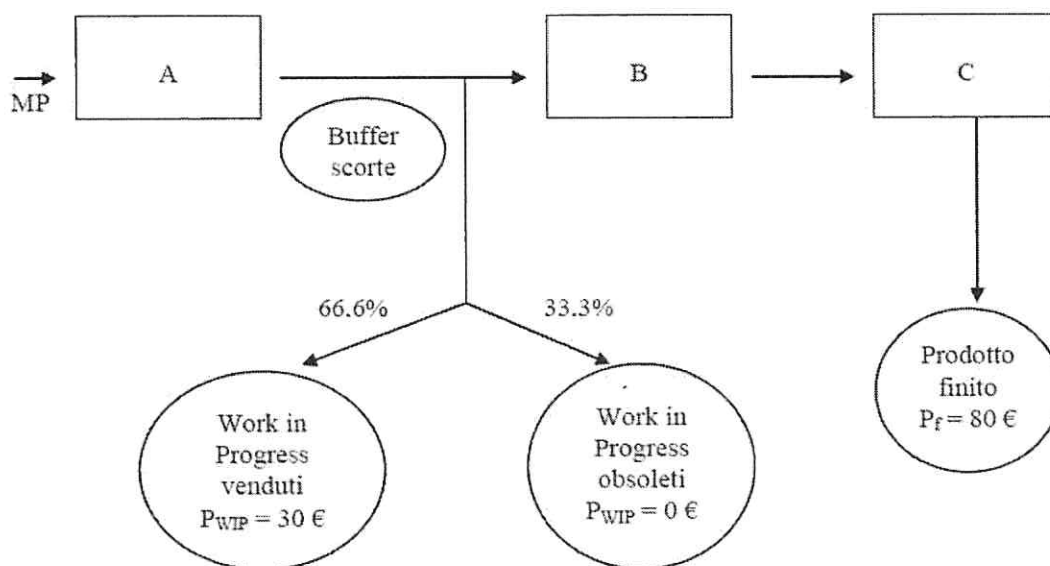 A
B
C
MP
Buffer
scorte
66.6%
33.3%
Work in
Progress
venduti
PWIP = 30 €
Work in
Progress
obsoleti
PWIP = 0 €
Prodotto
finito
Pf = 80 €